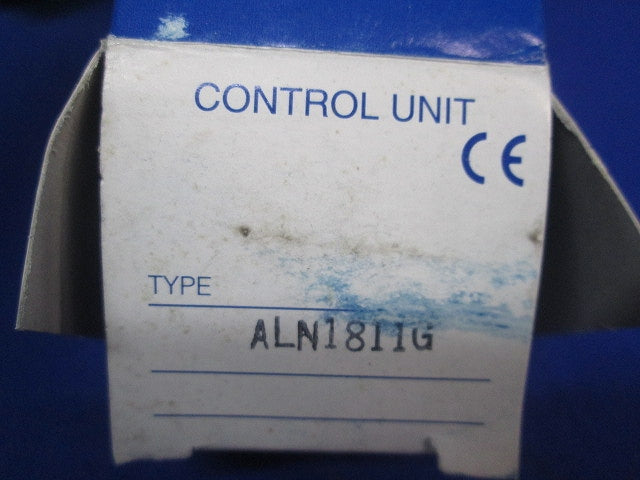 CONTROL UNIT
CE
TYPE
ALN1811G